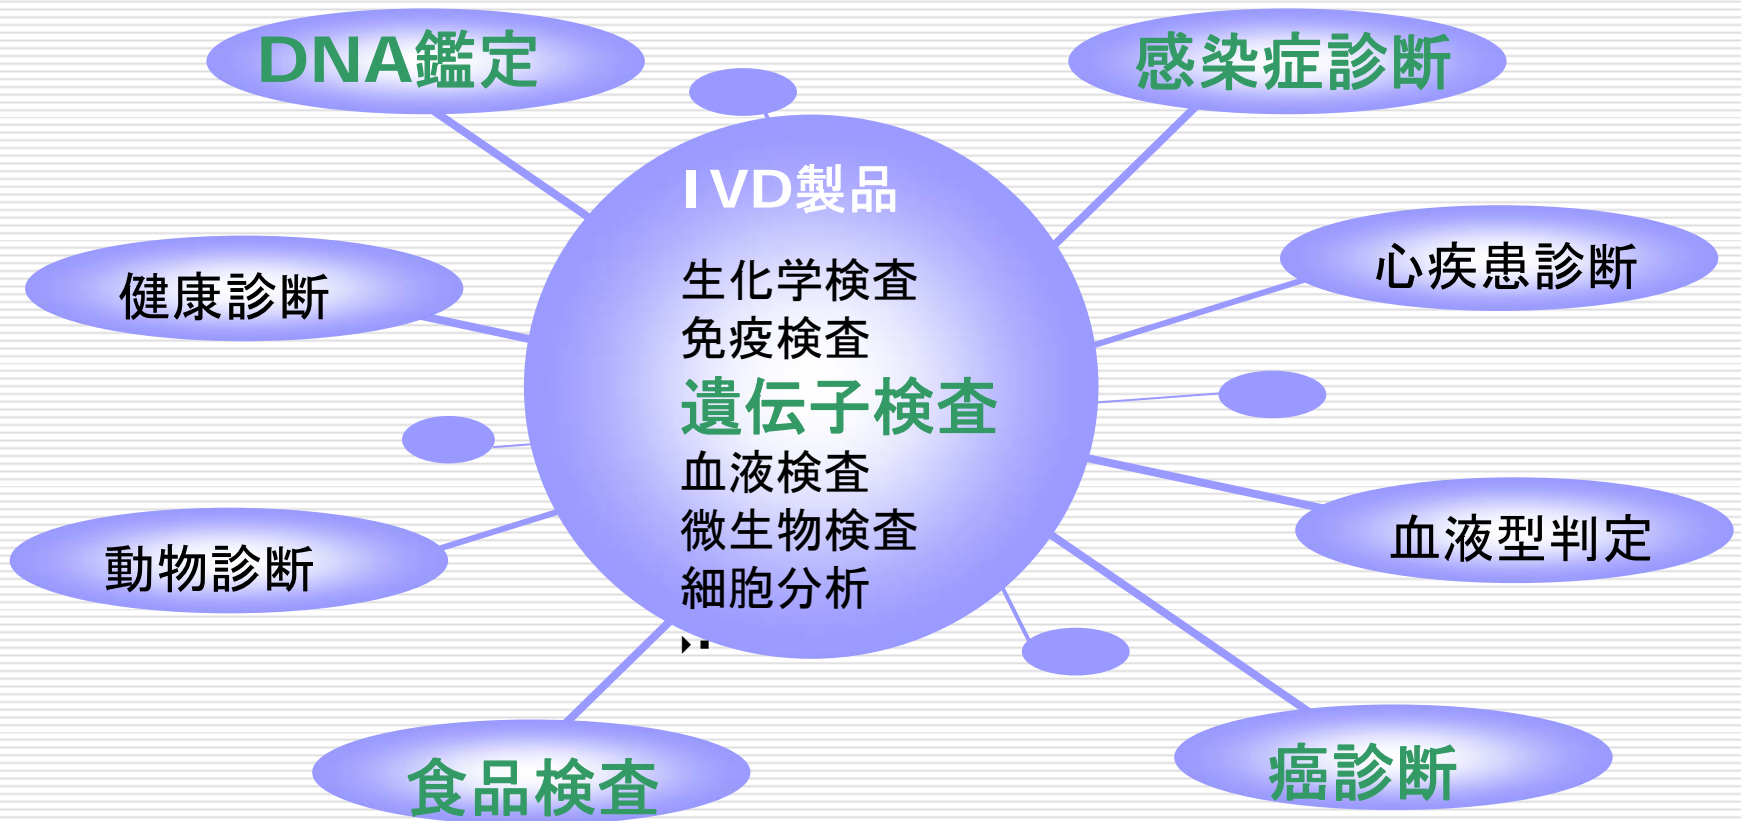 DNA鑑定
感染症診断
IVD製品
生化学検査
免疫検査
遺伝子検査
血液検査
微生物検査
細胞分析
健康診断
心疾患診断
動物診断
血液型判定
食品検査
癌診断